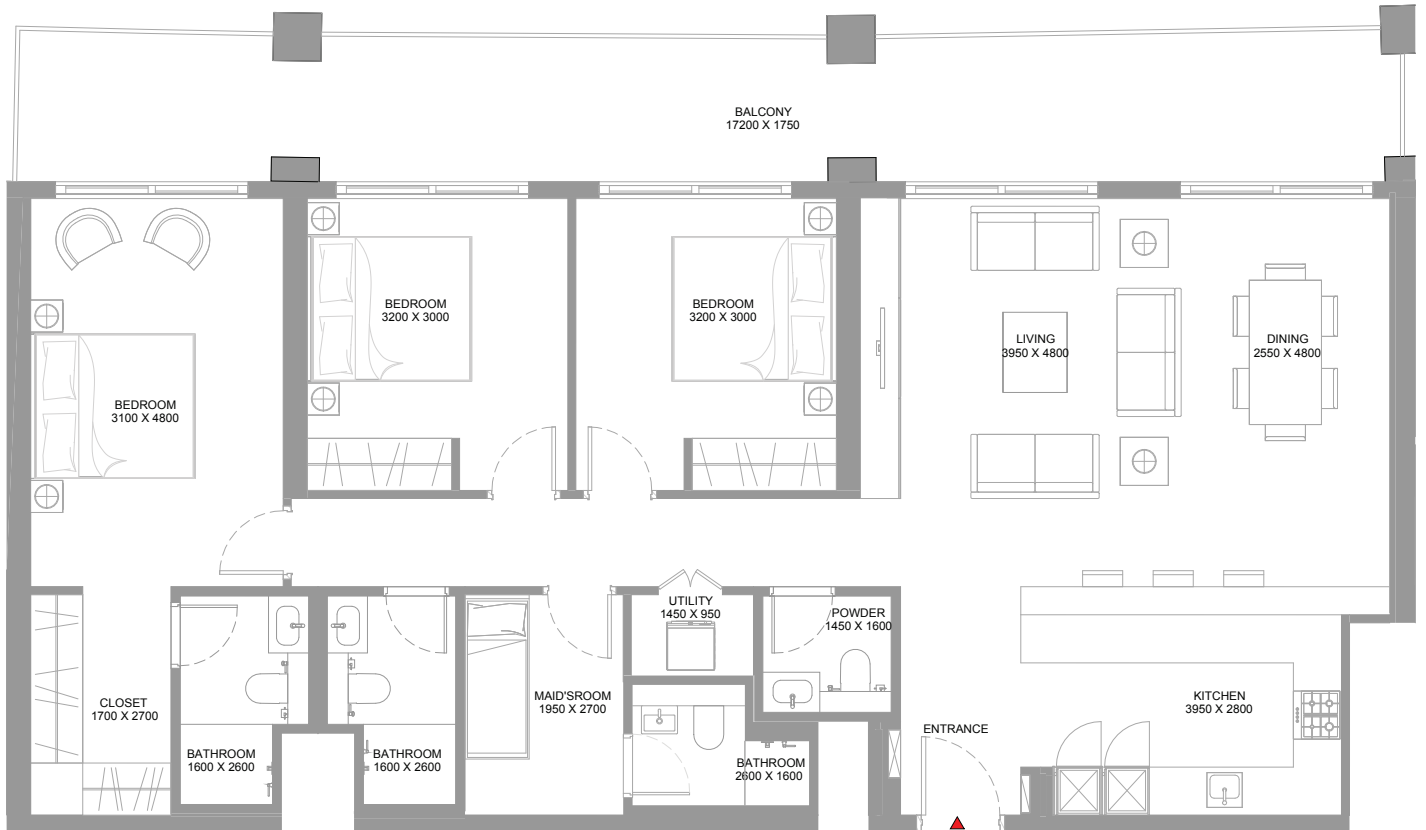 BALCONY
17200 X 1750
BEDROOM
3200 X 3000
BEDROOM
3200 X 3000
LIVING
3950 X 4800
DINING
2550 X 4800
BEDROOM
3100 X 4800
UTILITY
1450 X 950
POWDER
1450 X 1600
CLOSET
1700 X 2700
MAID'SROOM
1950 X 2700
KITCHEN
3950 X 2800
ENTRANCE
BATHROOM
1600 X 2600
BATHROOM
1600 X 2600
BATHROOM
2600 X 1600